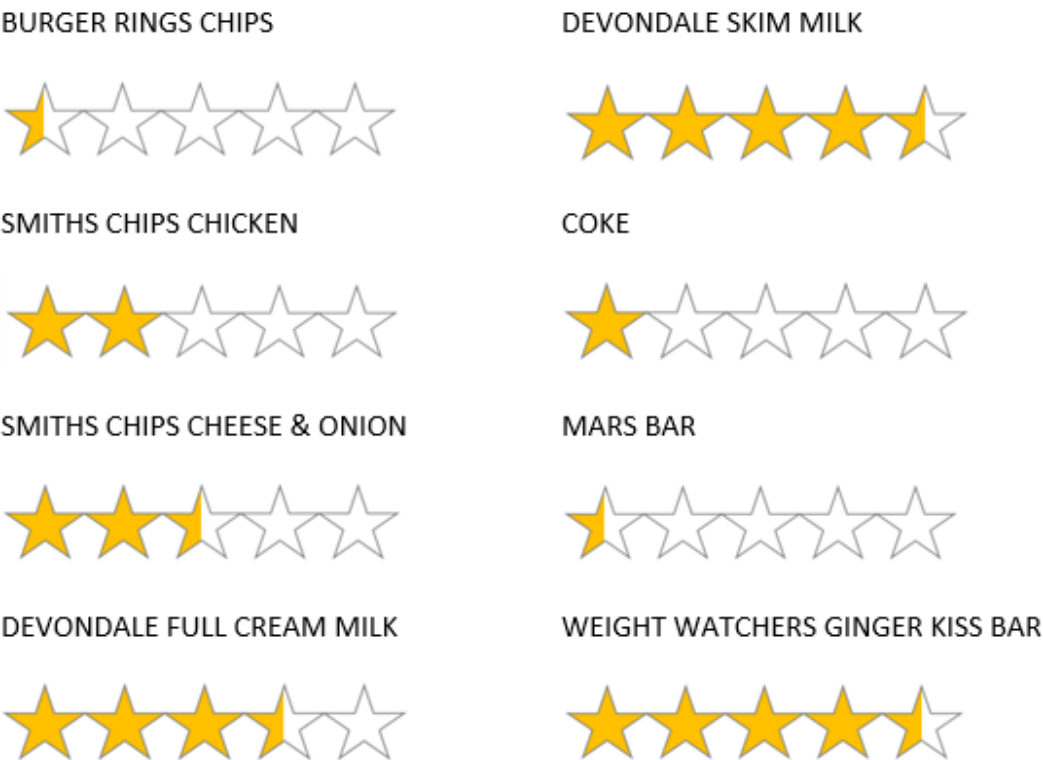 BURGER RINGS CHIPS
DEVONDALE SKIM MILK
SMITHS CHIPS CHICKEN
COKE
SMITHS CHIPS CHEESE & ONION
MARS BAR
DEVONDALE FULL CREAM MILK
WEIGHT WATCHERS GINGER KISS BAR